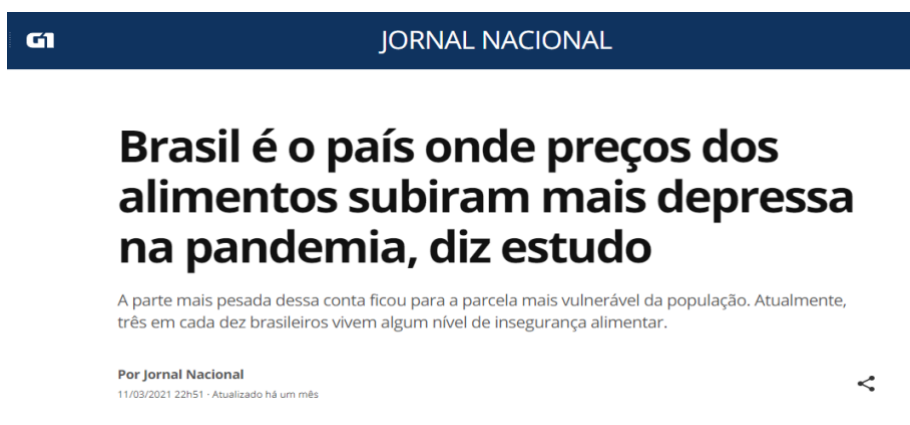 G1
JORNAL NACIONAL
Brasil é o país onde preços dos
alimentos subiram mais depressa
na pandemia, diz estudo
A parte mais pesada dessa conta ficou para a parcela mais vulnerável da população. Atualmente,
três em cada dez brasileiros vivem algum nível de insegurança alimentar.
Por Jornal Nacional
11/03/2021 22h51 · Atualizado há um mês